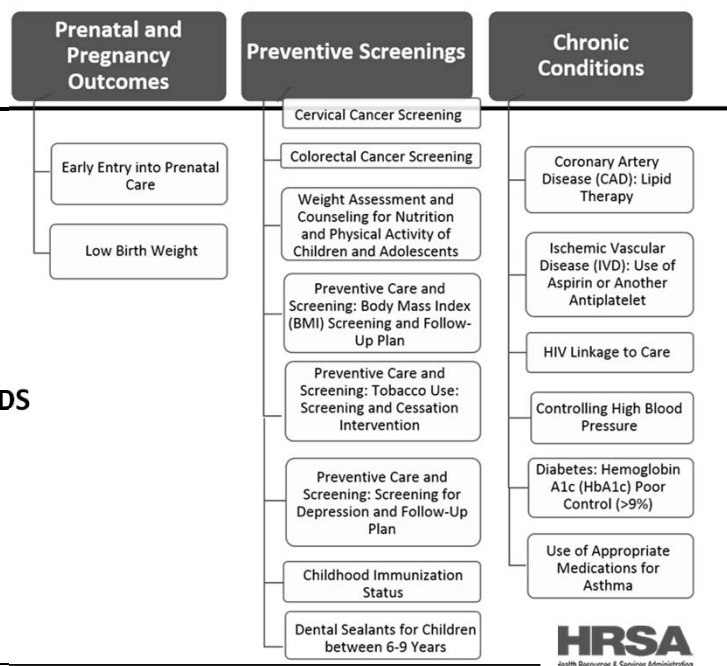 Prenatal and
Pregnancy
Outcomes
Early Entry into Prenatal
Care
Low Birth Weight
DS
Preventive Screenings
Cervical Cancer Screening
Colorectal Cancer Screening
Weight Assessment and
Counseling for Nutrition
and Physical Activity of
Children and Adolescents
Preventive Care and
Screening: Body Mass Index
(BMI) Screening and Follow-
Up Plan
Preventive Care and
Screening: Tobacco Use:
Screening and Cessation
Intervention
Preventive Care and
Screening: Screening for
Depression and Follow-Up
Plan
Childhood Immunization
Status
Dental Sealants for Children
between 6-9 Years
Chronic
Conditions
Coronary Artery
Disease (CAD): Lipid
Therapy
Ischemic Vascular
Disease (IVD): Use of
Aspirin or Another
Antiplatelet
HIV Linkage to Care
Controlling High Blood
Pressure
Diabetes: Hemoglobin
A1c (HbA1c) Poor
Control (>9%)
Use of Appropriate
Medications for
Asthma
HRSA
Health Resources & Services Administration